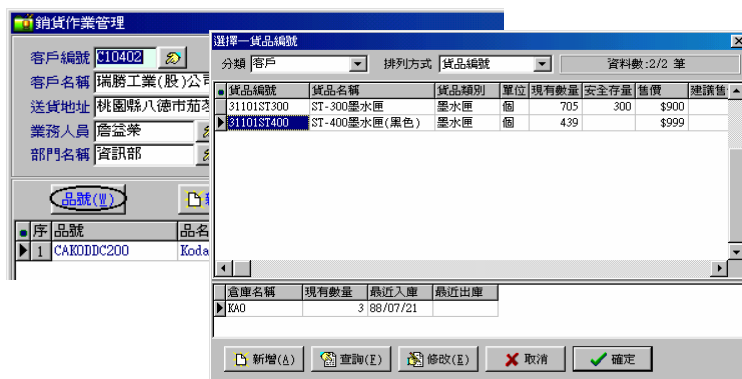 銷貨作業管理
客戶編號 C10402
客戶名稱 瑞勝工業(股)公司
送貨地址 桃園縣八德市茄苳
業務人員 詹益榮
部門名稱 資訊部
品號(W)
序 品號 品名
1 CAKODDC200 Koda
選擇一貨品編號
分類 客戶 排列方式 貨品編號 資料數:2/2 筆
貨品編號 貨品名稱 貨品類別 單位 現有數量 安全存量 售價 建議售
31101ST300 ST-300墨水匣 墨水匣 個 705 300 $900
31101ST400 ST-400墨水匣(黑色) 墨水匣 個 439 $999
倉庫名稱 現有數量 最近入庫 最近出庫
KAO 3 88/07/21
新增(A) 查詢(F) 修改(E) 取消 確定